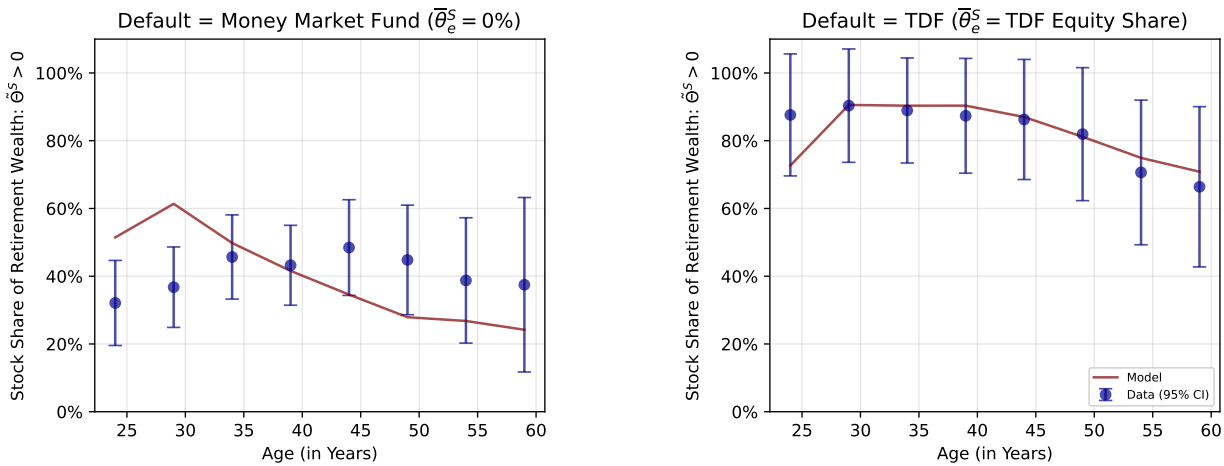 Default = Money Market Fund (θ̅ₑˢ = 0%)
Stock Share of Retirement Wealth: Θ̃ˢ > 0
100%
80%
60%
40%
20%
0%
25 30 35 40 45 50 55 60
Age (in Years)
Default = TDF (θ̅ₑˢ = TDF Equity Share)
Stock Share of Retirement Wealth: Θ̃ˢ > 0
100%
80%
60%
40%
20%
0%
25 30 35 40 45 50 55 60
Age (in Years)
Model
Data (95% CI)